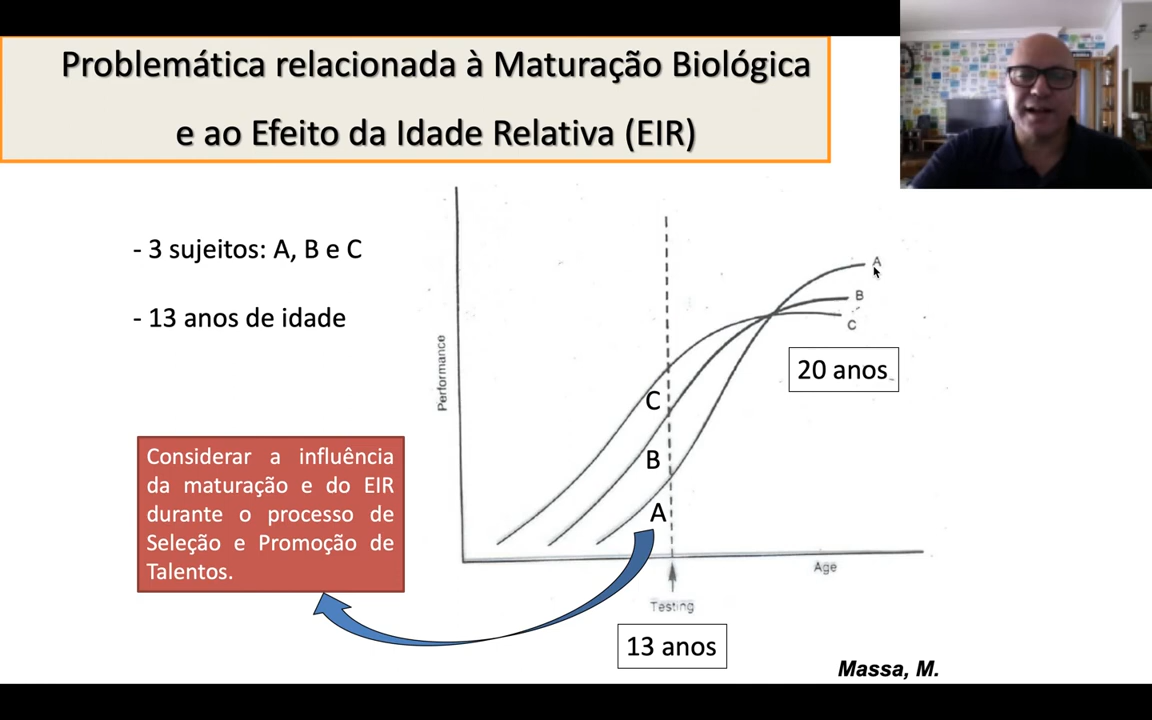 Problemática relacionada à Maturação Biológica
e ao Efeito da Idade Relativa (EIR)
- 3 sujeitos: A, B e C
- 13 anos de idade
Considerar a influência
da maturação e do EIR
durante o processo de
Seleção e Promoção de
Talentos.
Performance
A
B
C
20 anos
C
B
A
Age
Testing
13 anos
Massa, M.